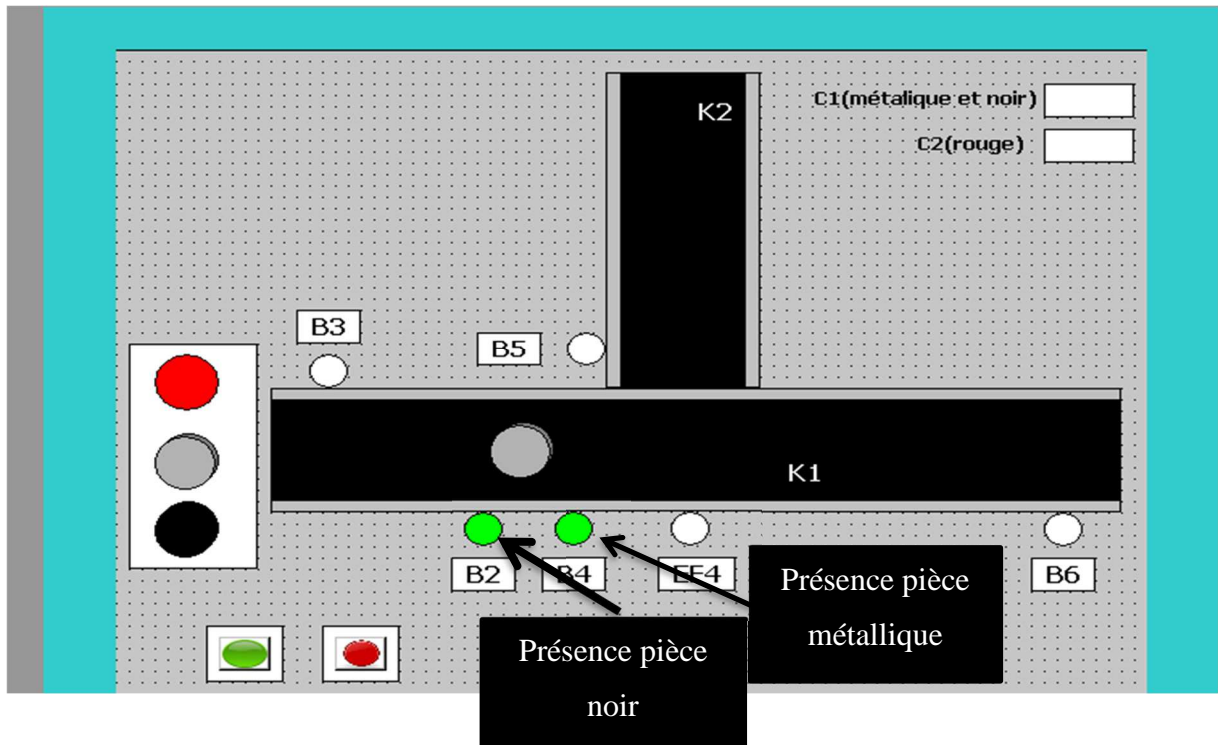 K2
C1(métalique et noir)
C2(rouge)
B3
B5
K1
B2
B4
EE4
B6
Présence pièce
métallique
Présence pièce
noir